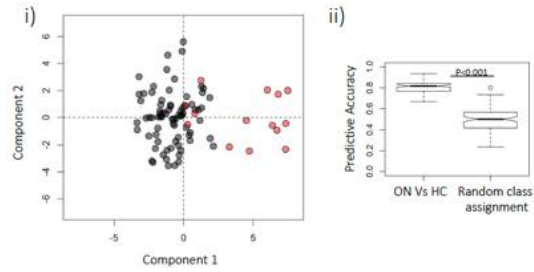 i)
ii)
6
4
2
0
-2
-4
-6
Component 2
-5
0
5
Component 1
P<0.001
1.0
0.8
0.6
0.4
0.2
0.0
Predictive Accuracy
ON Vs HC
Random class
assignment